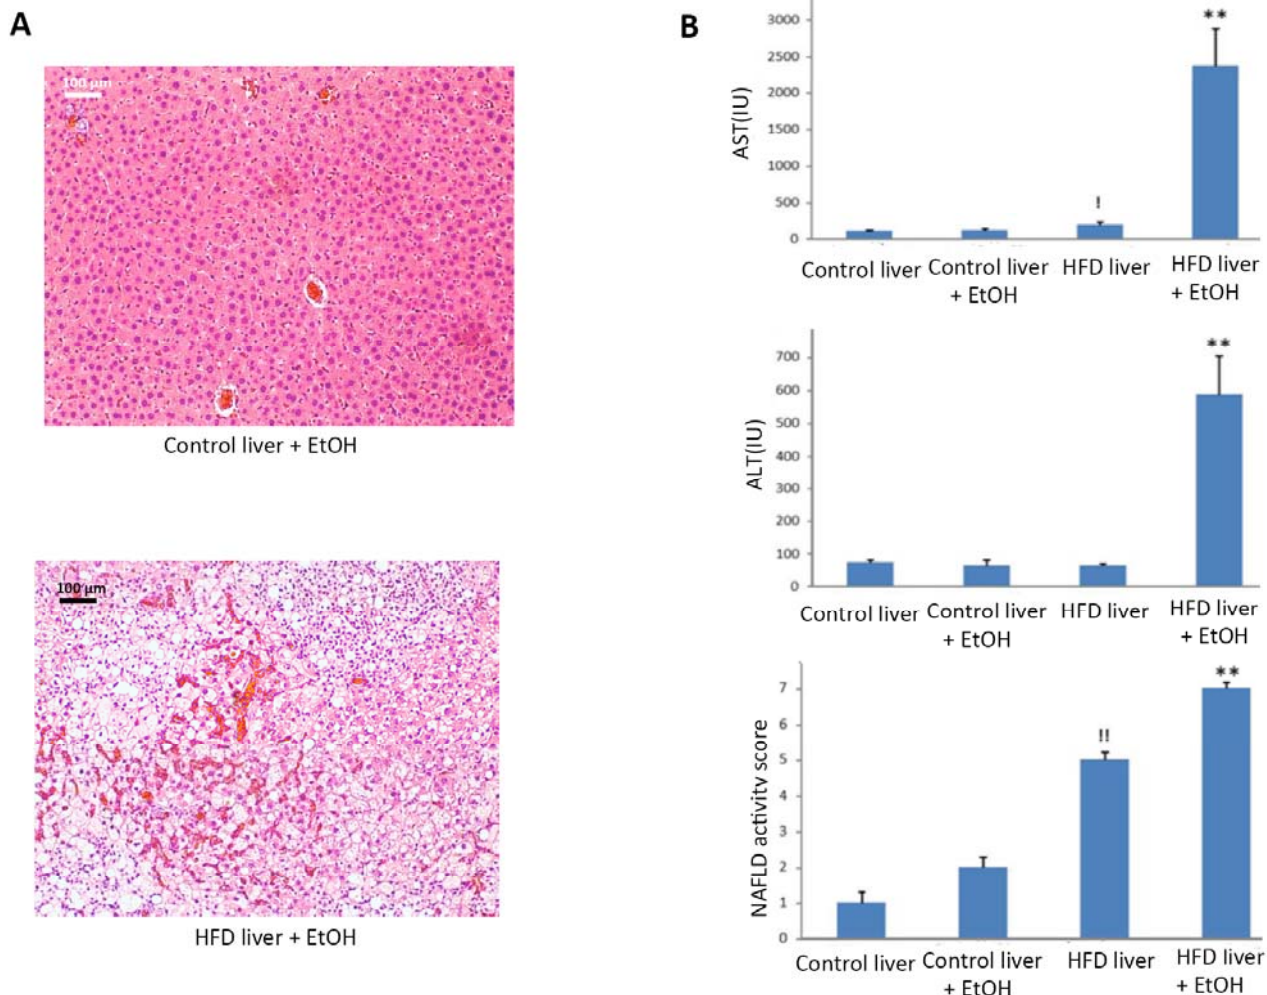 A
100 µm
Control liver + EtOH
100 µm
HFD liver + EtOH
B
AST(IU)
3000
2500
2000
1500
1000
500
0
!
**
Control liver
Control liver
+ EtOH
HFD liver
HFD liver
+ EtOH
ALT(IU)
700
600
500
400
300
200
100
0
**
Control liver
Control liver
+ EtOH
HFD liver
HFD liver
+ EtOH
NAFLD activity score
7
6
5
4
3
2
1
0
!!
**
Control liver
Control liver
+ EtOH
HFD liver
HFD liver
+ EtOH